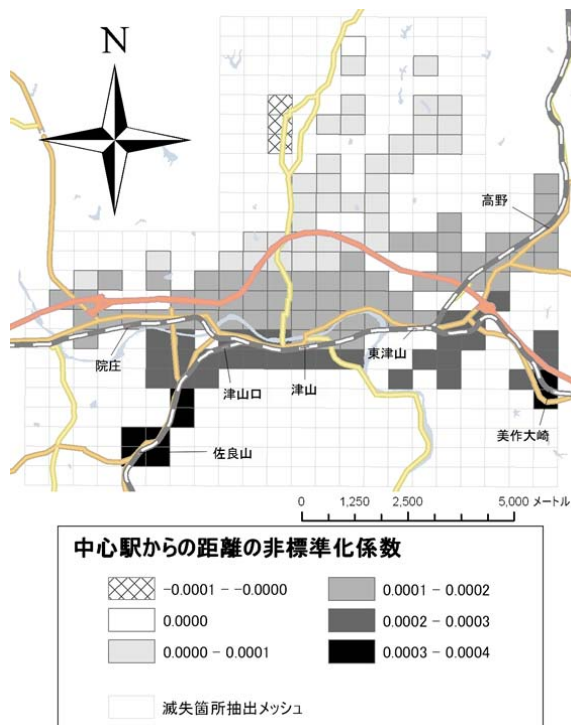 N
高野
院庄
津山口
津山
東津山
美作大崎
佐良山
0 1,250 2,500 5,000 メートル
中心駅からの距離の非標準化係数
-0.0001 - -0.0000
0.0001 - 0.0002
0.0000
0.0002 - 0.0003
0.0000 - 0.0001
0.0003 - 0.0004
滅失箇所抽出メッシュ